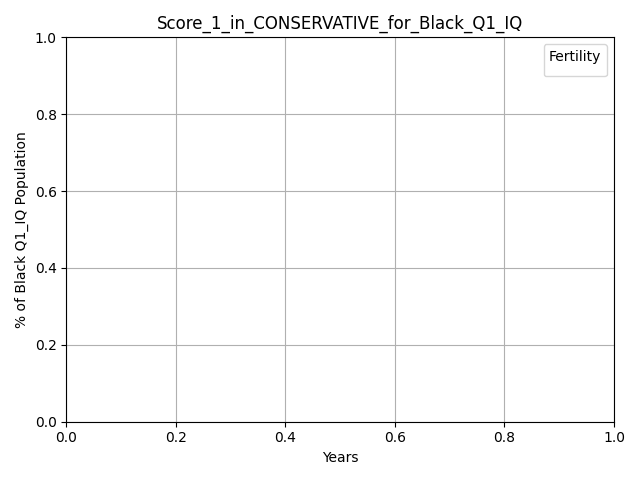 Score_1_in_CONSERVATIVE_for_Black_Q1_IQ
Fertility
% of Black Q1_IQ Population
1.0
0.8
0.6
0.4
0.2
0.0
0.0 0.2 0.4 0.6 0.8 1.0
Years